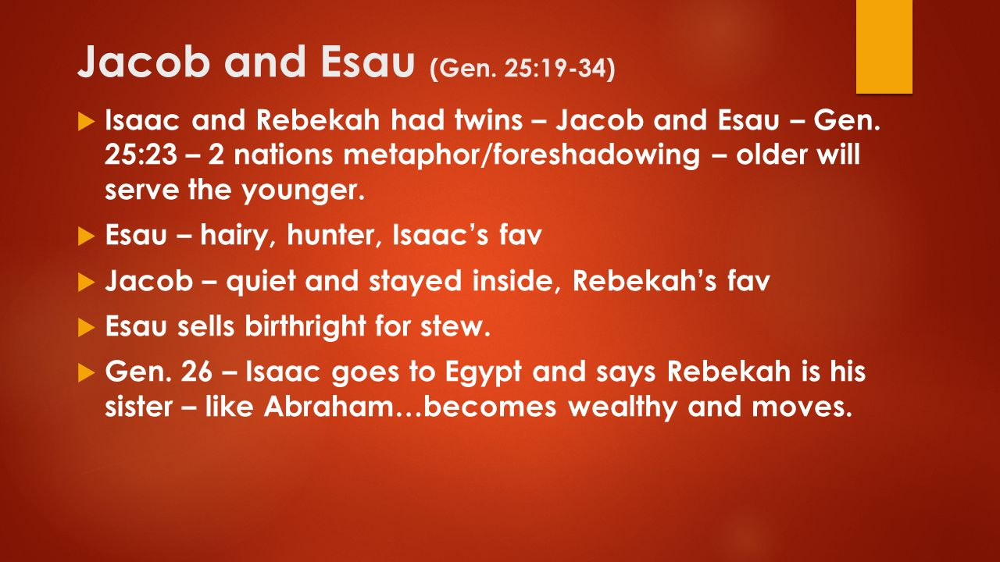 Jacob and Esau (Gen. 25:19-34)
Isaac and Rebekah had twins – Jacob and Esau – Gen.
25:23 – 2 nations metaphor/foreshadowing – older will
serve the younger.
Esau – hairy, hunter, Isaac’s fav
Jacob – quiet and stayed inside, Rebekah’s fav
Esau sells birthright for stew.
Gen. 26 – Isaac goes to Egypt and says Rebekah is his
sister – like Abraham…becomes wealthy and moves.